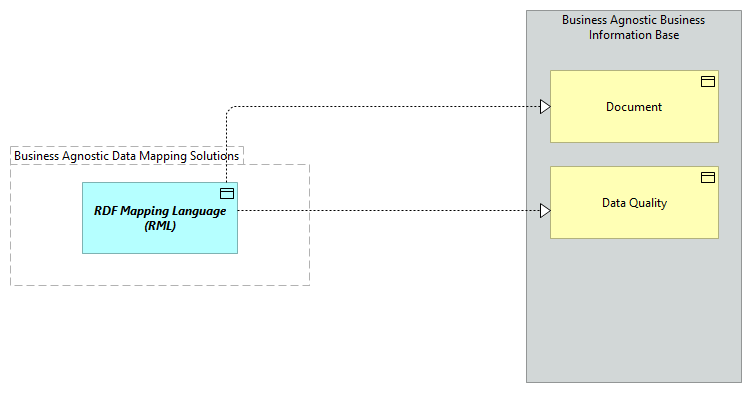 Business Agnostic Business
Information Base
Document
Business Agnostic Data Mapping Solutions
RDF Mapping Language
(RML)
Data Quality